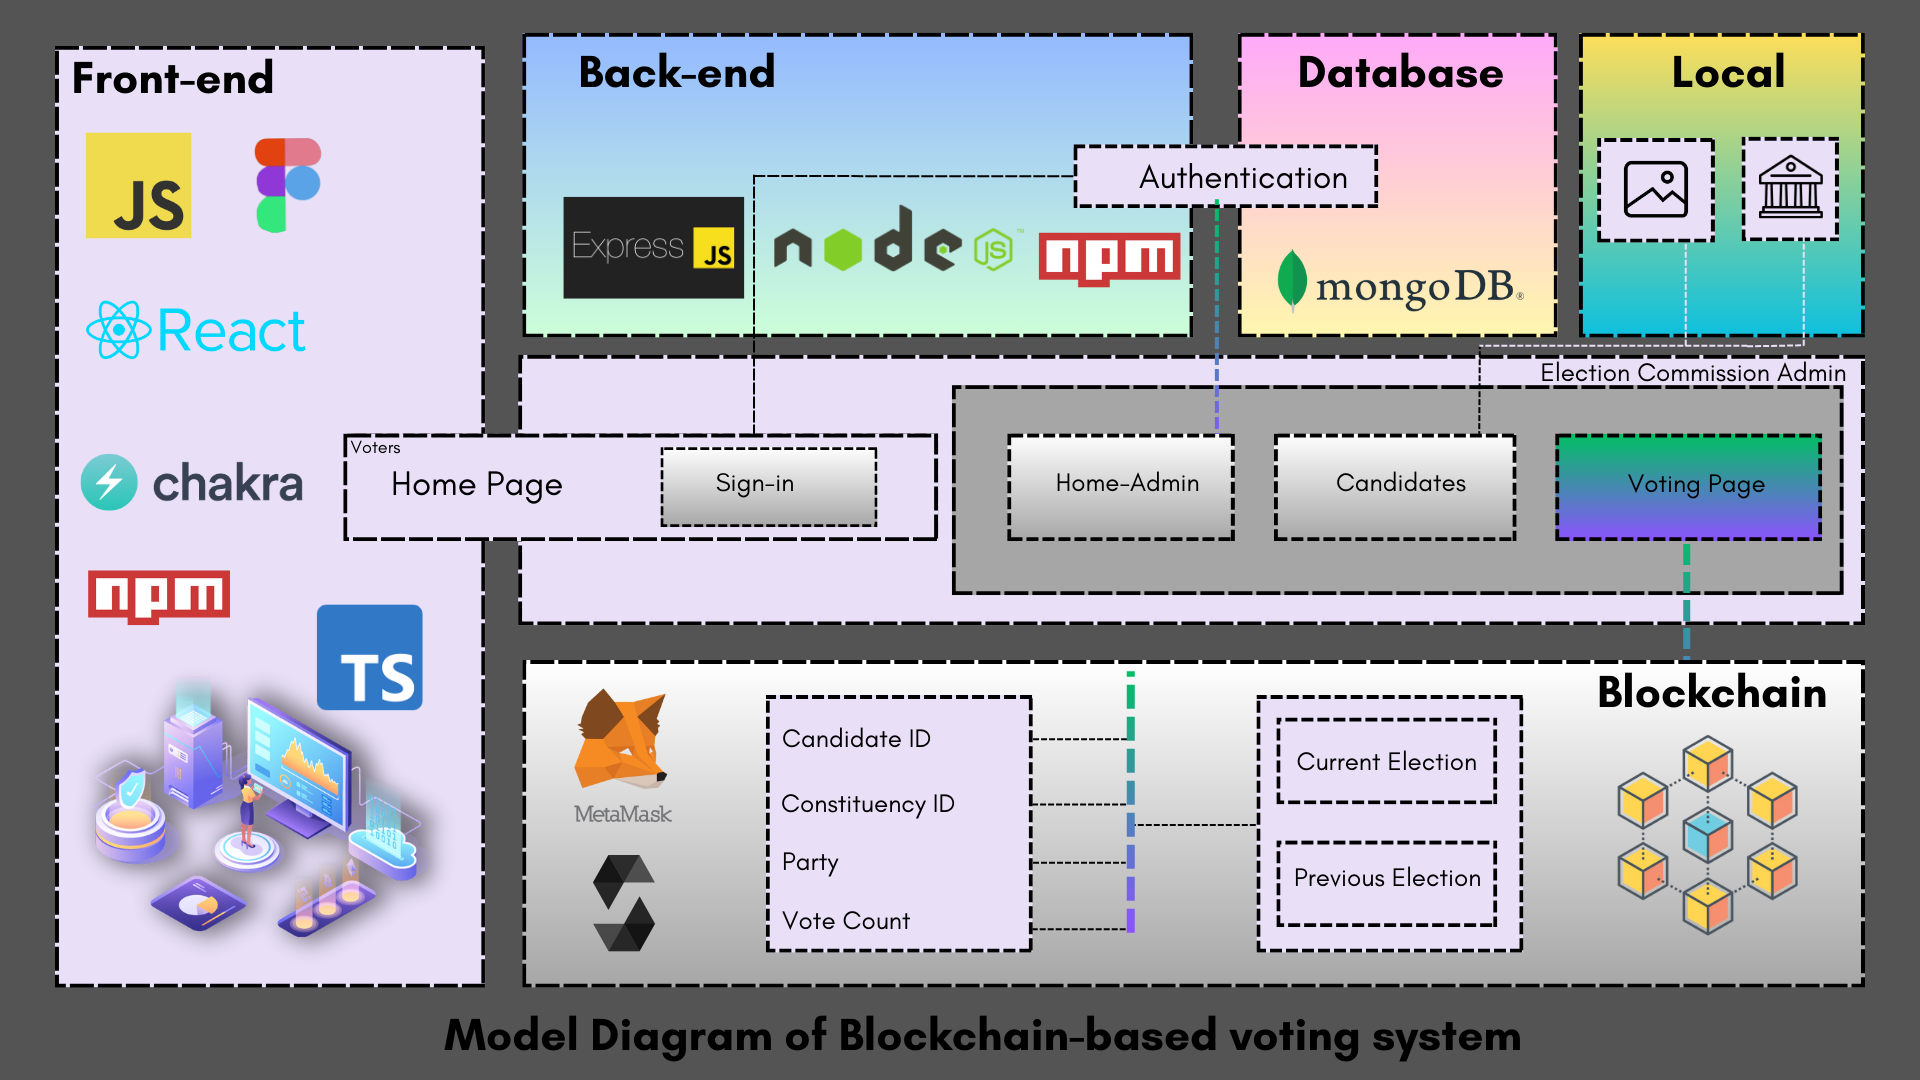 Front-end
JS
React
chakra
npm
TS
Back-end
Express JS
node JS ™
npm
Authentication
Database
mongoDB®
Local
Election Commission Admin
Voters
Home Page
Sign-in
Home-Admin
Candidates
Voting Page
Blockchain
MetaMask
Candidate ID
Constituency ID
Party
Vote Count
Current Election
Previous Election
Model Diagram of Blockchain-based voting system